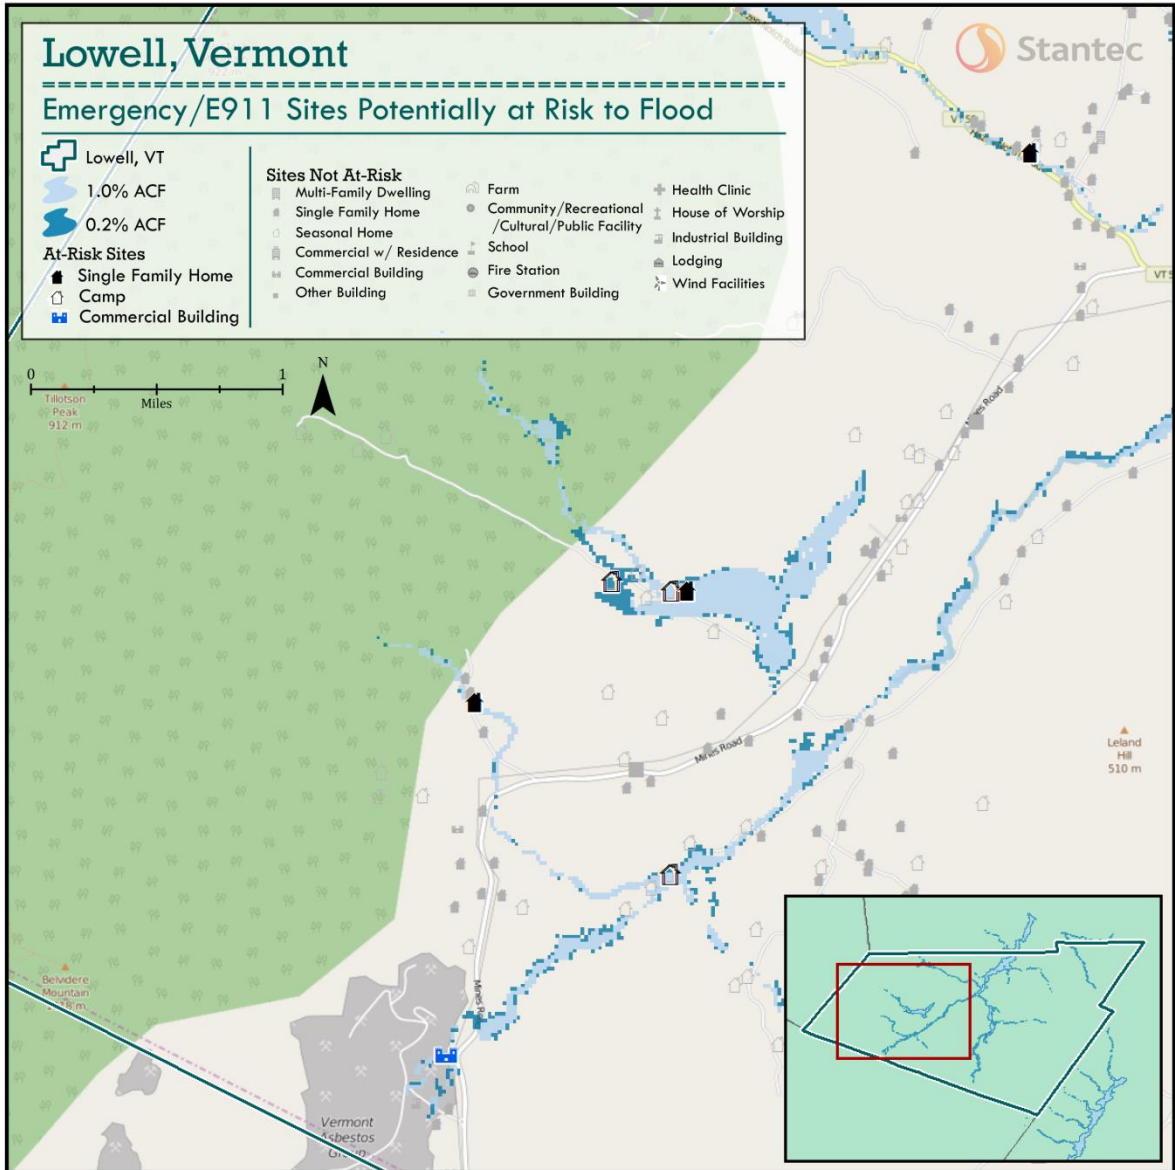 Lowell, Vermont
Emergency/E911 Sites Potentially at Risk to Flood
Stantec
Lowell, VT
1.0% ACF
0.2% ACF
At-Risk Sites
Single Family Home
Camp
Commercial Building
Sites Not At-Risk
Multi-Family Dwelling
Single Family Home
Seasonal Home
Commercial w/ Residence
Commercial Building
Other Building
Farm
Community/Recreational
/Cultural/Public Facility
School
Fire Station
Government Building
Health Clinic
House of Worship
Industrial Building
Lodging
Wind Facilities
VT 58
VT 5
0
1
Miles
N
Tillotson
Peak
912 m
Mines Road
Mines Road
Leland
Hill
510 m
Belvidere
Mountain
Vermont
Asbestos
Group